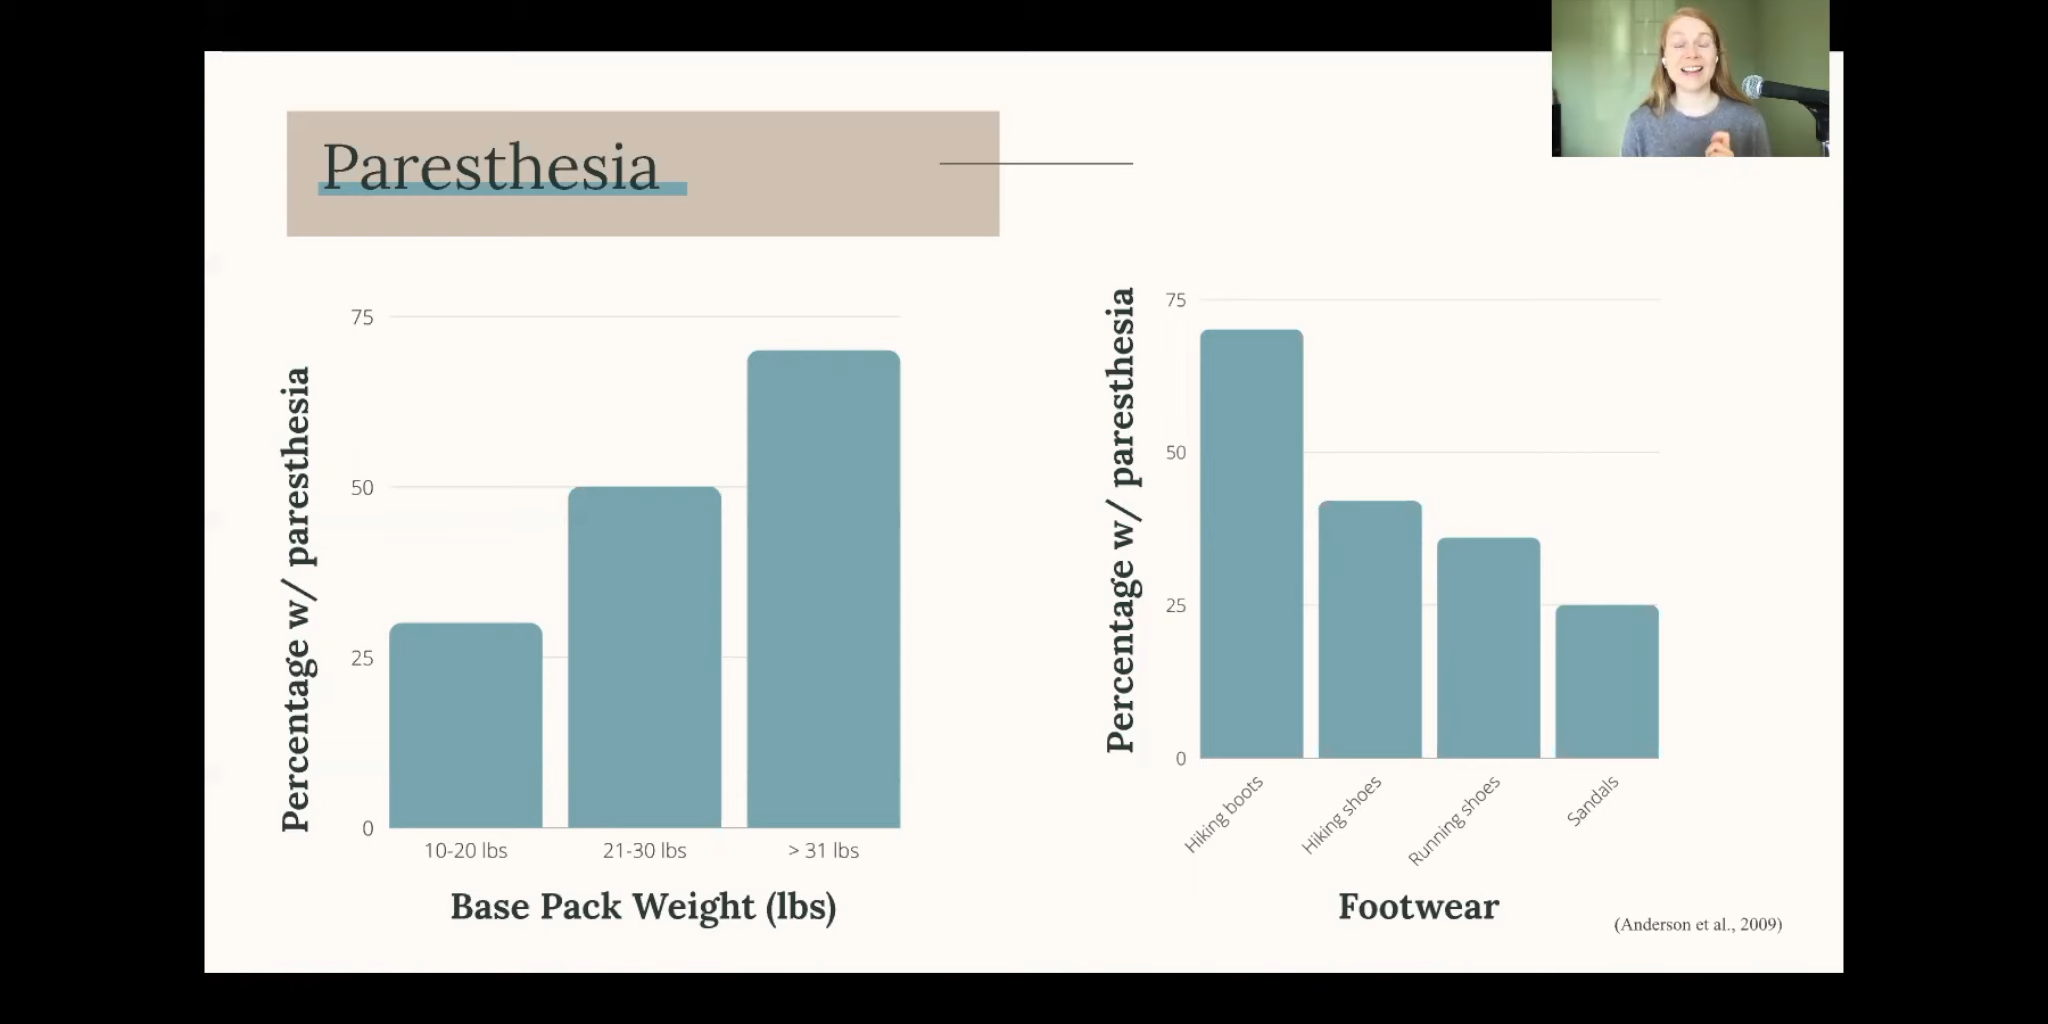 Paresthesia
Percentage w/ paresthesia
75
50
25
0
10-20 lbs
21-30 lbs
> 31 lbs
Base Pack Weight (lbs)
Percentage w/ paresthesia
75
50
25
0
Hiking boots
Hiking shoes
Running shoes
Sandals
Footwear
(Anderson et al., 2009)